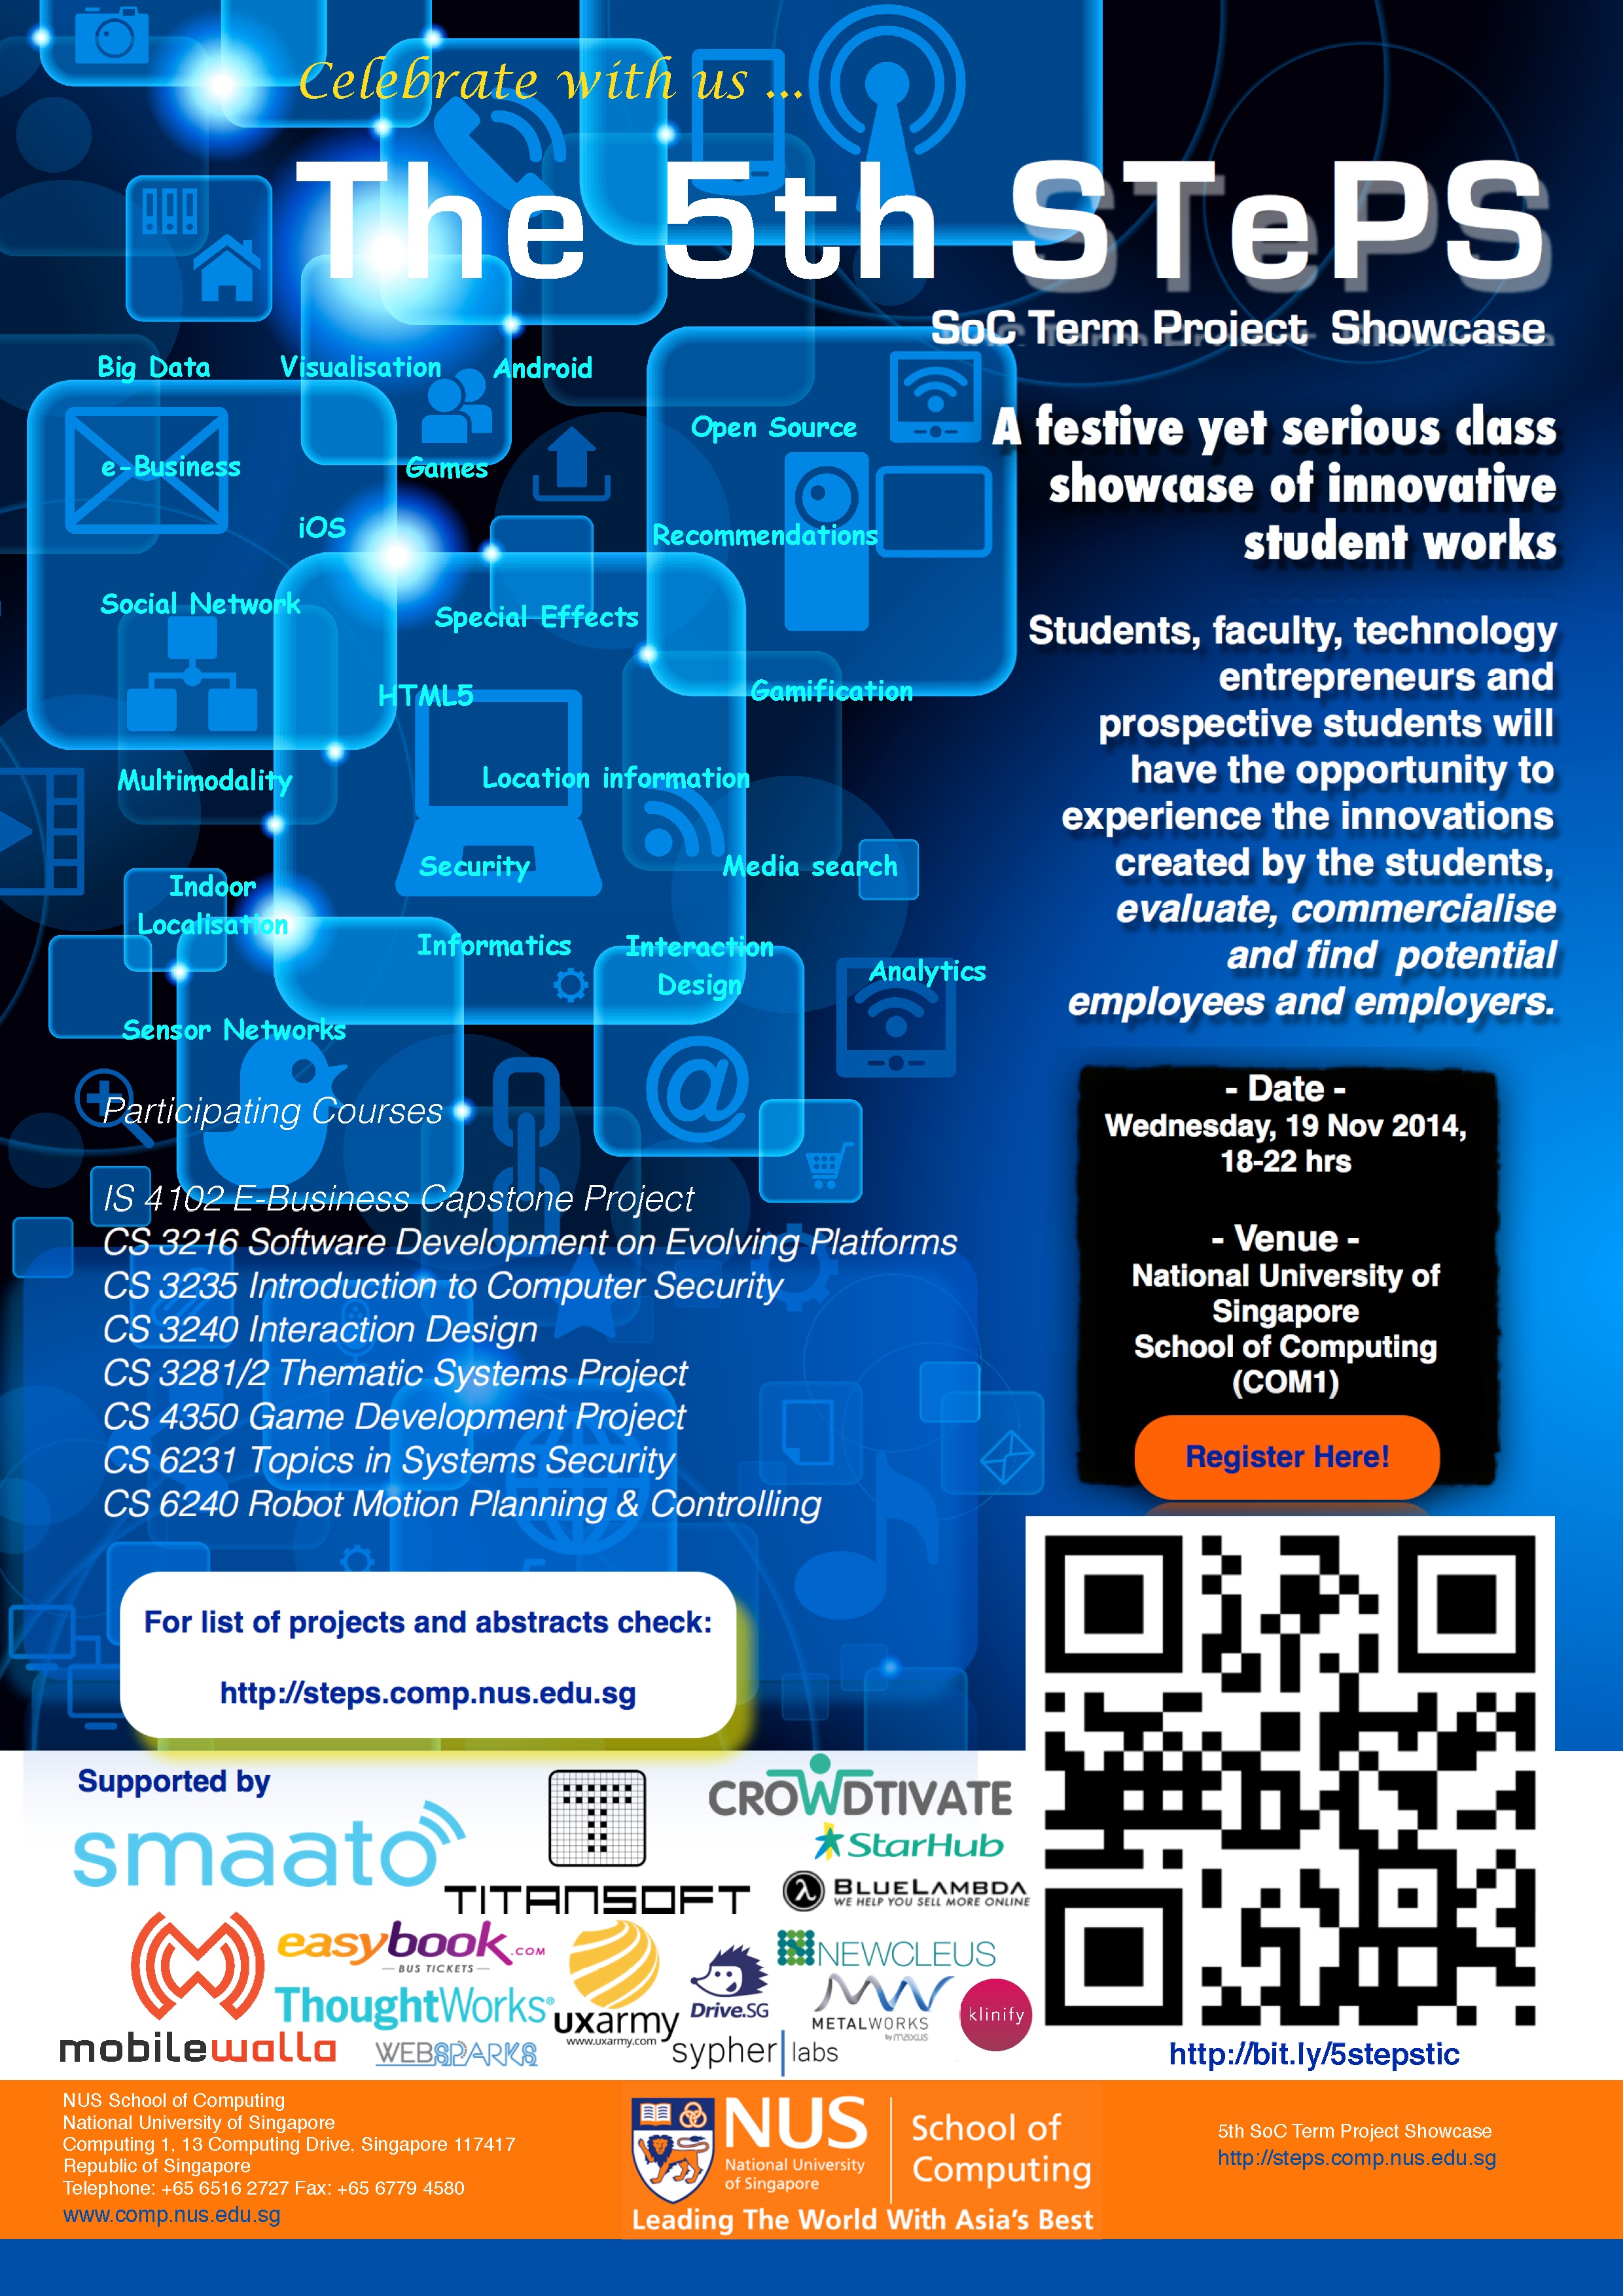 Celebrate with us ...
The 5th STePS
SoC Term Project Showcase
Big Data
Visualisation
Android
e-Business
Games
Open Source
iOS
Recommendations
Social Network
Special Effects
HTML5
Gamification
Multimodality
Location information
Security
Media search
Indoor
Localisation
Informatics
Interaction
Design
Analytics
Sensor Networks
A festive yet serious class
showcase of innovative
student works
Students, faculty, technology
entrepreneurs and
prospective students will
have the opportunity to
experience the innovations
created by the students,
evaluate, commercialise
and find potential
employees and employers.
Participating Courses
IS 4102 E-Business Capstone Project
CS 3216 Software Development on Evolving Platforms
CS 3235 Introduction to Computer Security
CS 3240 Interaction Design
CS 3281/2 Thematic Systems Project
CS 4350 Game Development Project
CS 6231 Topics in Systems Security
CS 6240 Robot Motion Planning & Controlling
- Date -
Wednesday, 19 Nov 2014,
18-22 hrs
- Venue -
National University of
Singapore
School of Computing
(COM1)
Register Here!
For list of projects and abstracts check:
http://steps.comp.nus.edu.sg
Supported by
smaato
T
TITANSOFT
CROWDTIVATE
StarHub
λ BLUELAMBDA
WE HELP YOU SELL MORE ONLINE
mobilewalla
easybook.COM
BUS TICKETS
ThoughtWorks®
WEBSPARKS
uxarmy
www.uxarmy.com
Drive.SG
sypher|labs
NEWCLEUS
METALWORKS
by maxus
klinify
http://bit.ly/5stepstic
NUS School of Computing
National University of Singapore
Computing 1, 13 Computing Drive, Singapore 117417
Republic of Singapore
Telephone: +65 6516 2727 Fax: +65 6779 4580
www.comp.nus.edu.sg
NUS
National University
of Singapore
School of
Computing
Leading The World With Asia's Best
5th SoC Term Project Showcase
http://steps.comp.nus.edu.sg